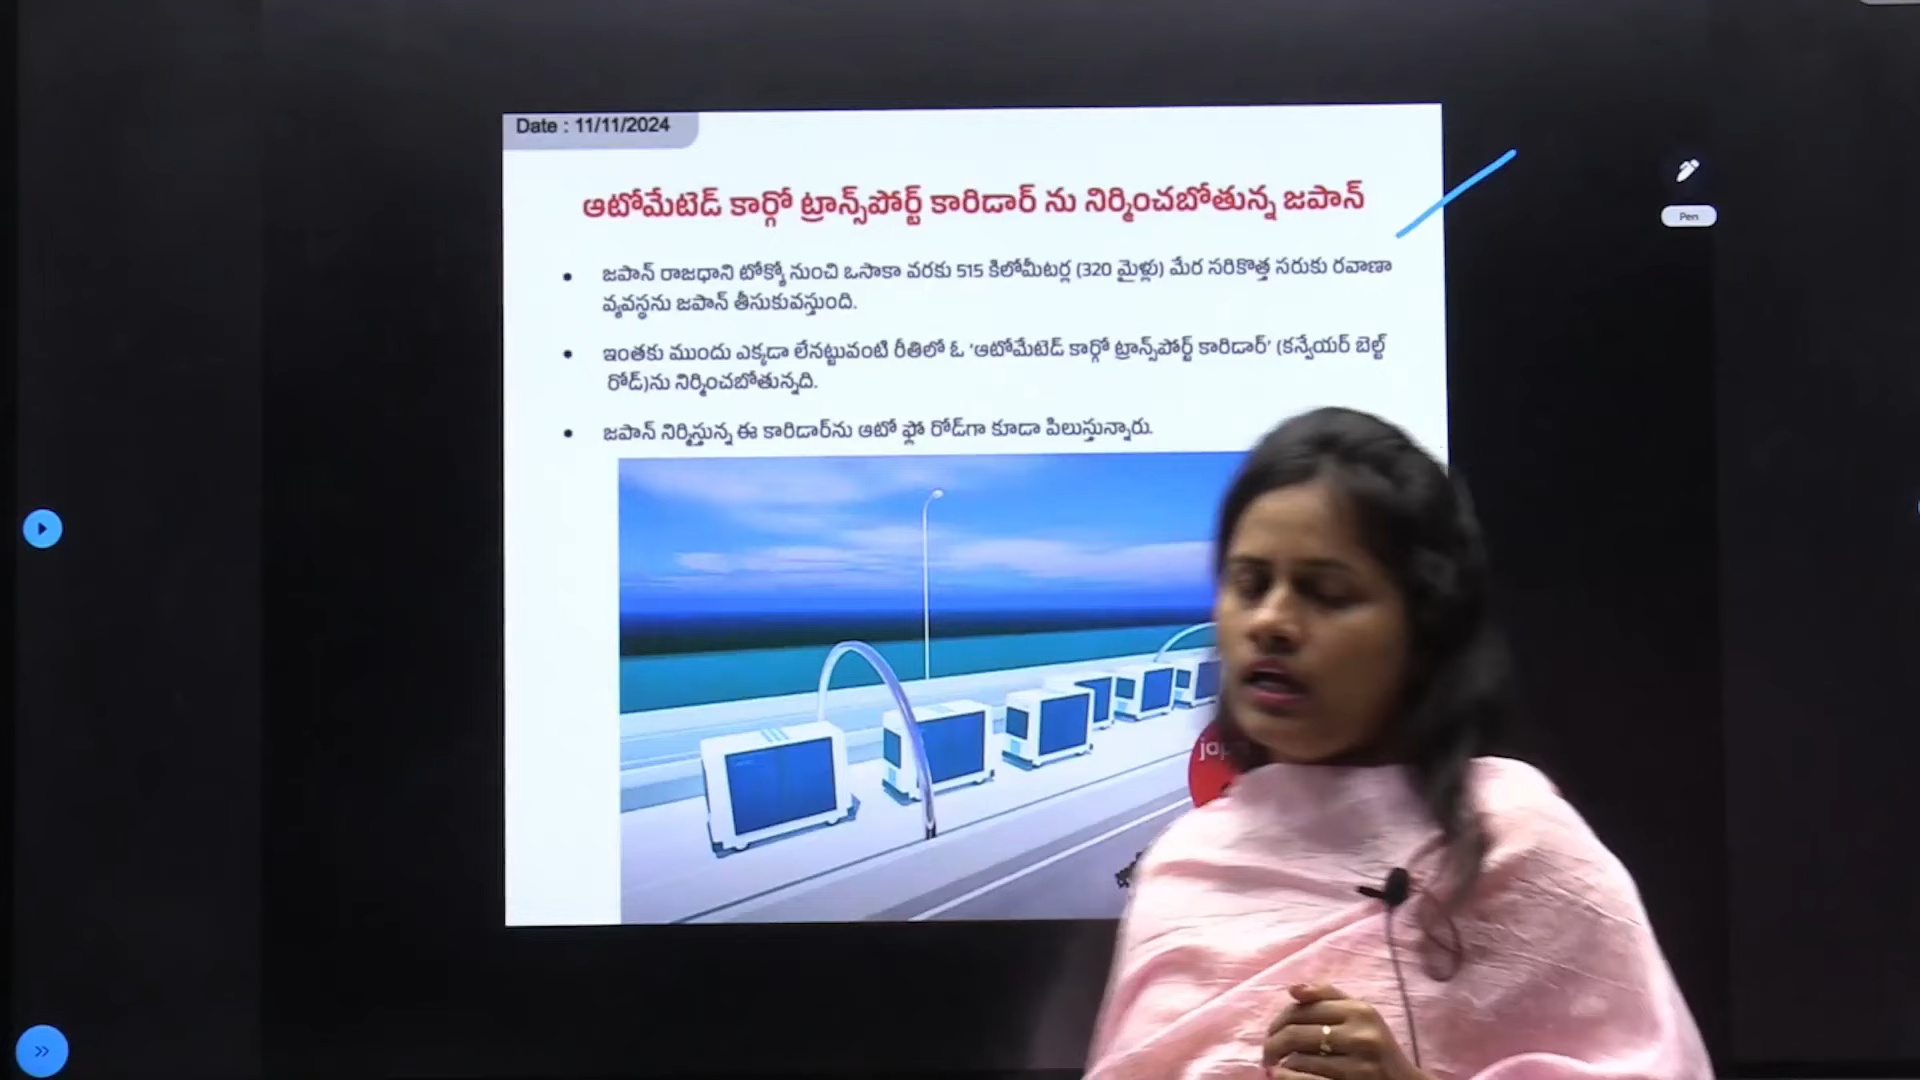 Date : 11/11/2024
ఆటోమేటెడ్ కార్గో ట్రాన్స్‌పోర్ట్ కారిడార్ ను నిర్మించబోతున్న జపాన్
Pen
• జపాన్ రాజధాని టోక్యో నుంచి ఒసాకా వరకు 515 కిలోమీటర్ల (320 మైళ్లు) మేర సరికొత్త సరుకు రవాణా
వ్యవస్థను జపాన్ తీసుకువస్తుంది.
• ఇంతకు ముందు ఎక్కడా లేనట్టువంటి రీతిలో ఓ ‘ఆటోమేటెడ్ కార్గో ట్రాన్స్‌పోర్ట్ కారిడార్’ (కన్వేయర్ బెల్ట్
రోడ్)ను నిర్మించబోతున్నది.
• జపాన్ నిర్మిస్తున్న ఈ కారిడార్‌ను ఆటో ఫ్లో రోడ్‌గా కూడా పిలుస్తున్నారు.